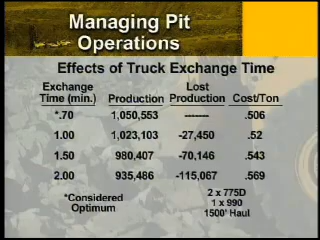 Managing Pit
Operations
Effects of Truck Exchange Time
Exchange Time (min.) Production Lost Production Cost/Ton
*.70 1,050,553 ------- .506
1.00 1,023,103 -27,450 .52
1.50 980,407 -70,146 .543
2.00 935,486 -115,067 .569
*Considered Optimum
2 x 775D
1 x 990
1500' Haul